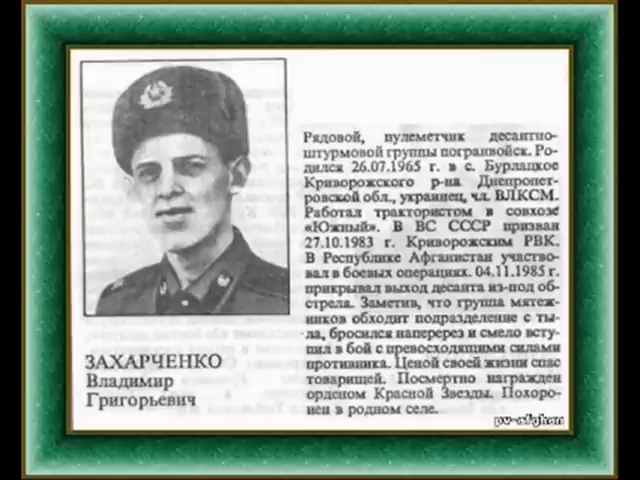 Рядовой, пулеметчик десантно-
штурмовой группы погранвойск. Ро-
дился 26.07.1965 г. в с. Бурлацкое
Криворожского р-на Днепропет-
ровской обл., украинец, чл. ВЛКСМ.
Работал трактористом в совхозе
«Южный». В ВС СССР призван
27.10.1983 г. Криворожским РВК.
В Республике Афганистан участво-
вал в боевых операциях. 04.11.1985 г.
прикрывал выход десанта из-под об-
стрела. Заметив, что группа мятеж-
ников обходит подразделение с ты-
ла, бросился наперерез и смело всту-
пил в бой с превосходящими силами
противника. Ценой своей жизни спас
товарищей. Посмертно награжден
орденом Красной Звезды. Похоро-
нен в родном селе.
ЗАХАРЧЕНКО
Владимир
Григорьевич
pv-afghan